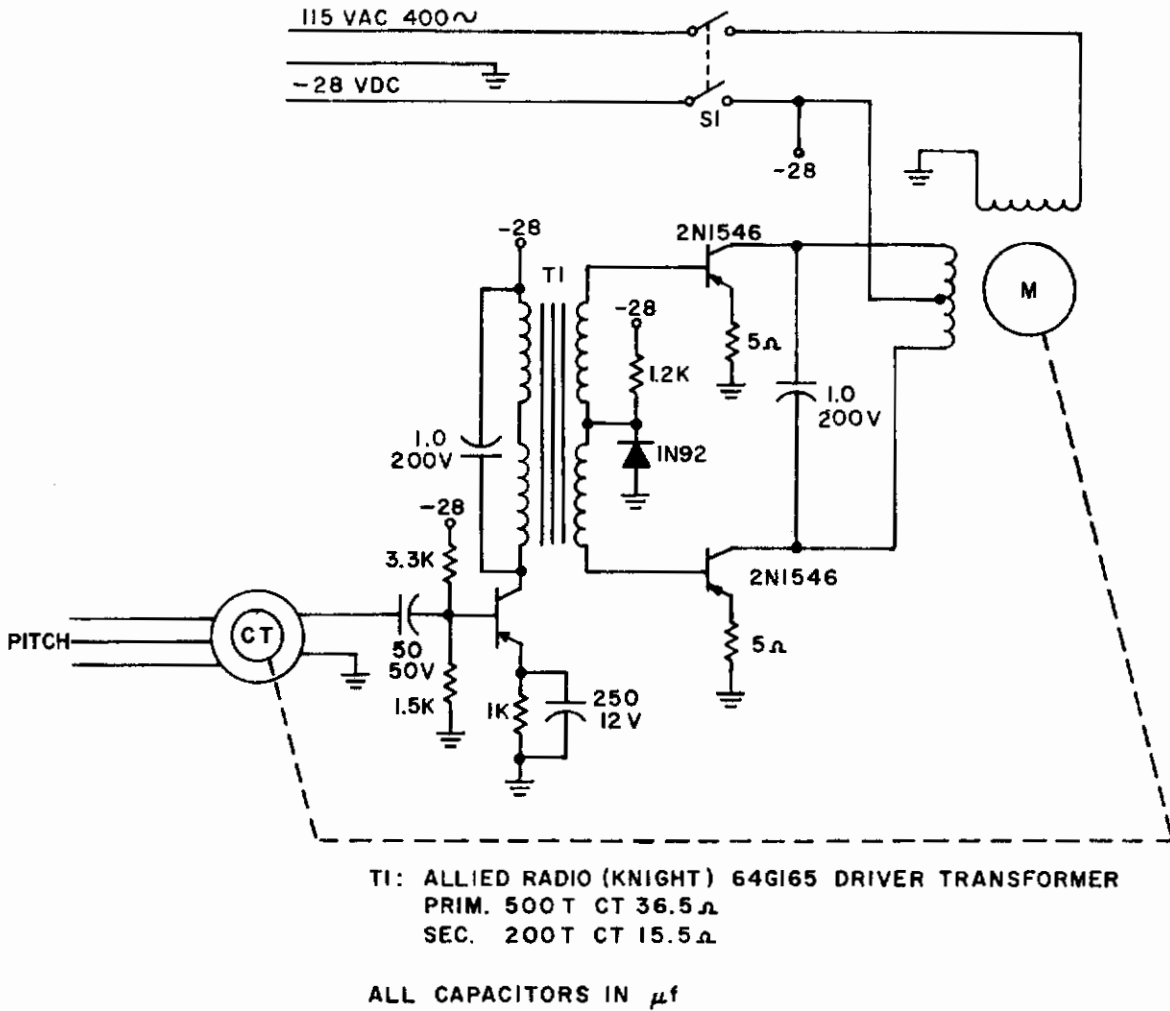 115 VAC 400~
-28 VDC
S1
-28
-28
T1
2N1546
-28
5Ω
1.2K
1.0
200V
1.0
200V
1N92
-28
3.3K
2N1546
PITCH
CT
M
50
50V
5Ω
1.5K
1K
250
12V
T1: ALLIED RADIO (KNIGHT) 64G165 DRIVER TRANSFORMER
PRIM. 500T CT 36.5Ω
SEC. 200T CT 15.5Ω
ALL CAPACITORS IN μf